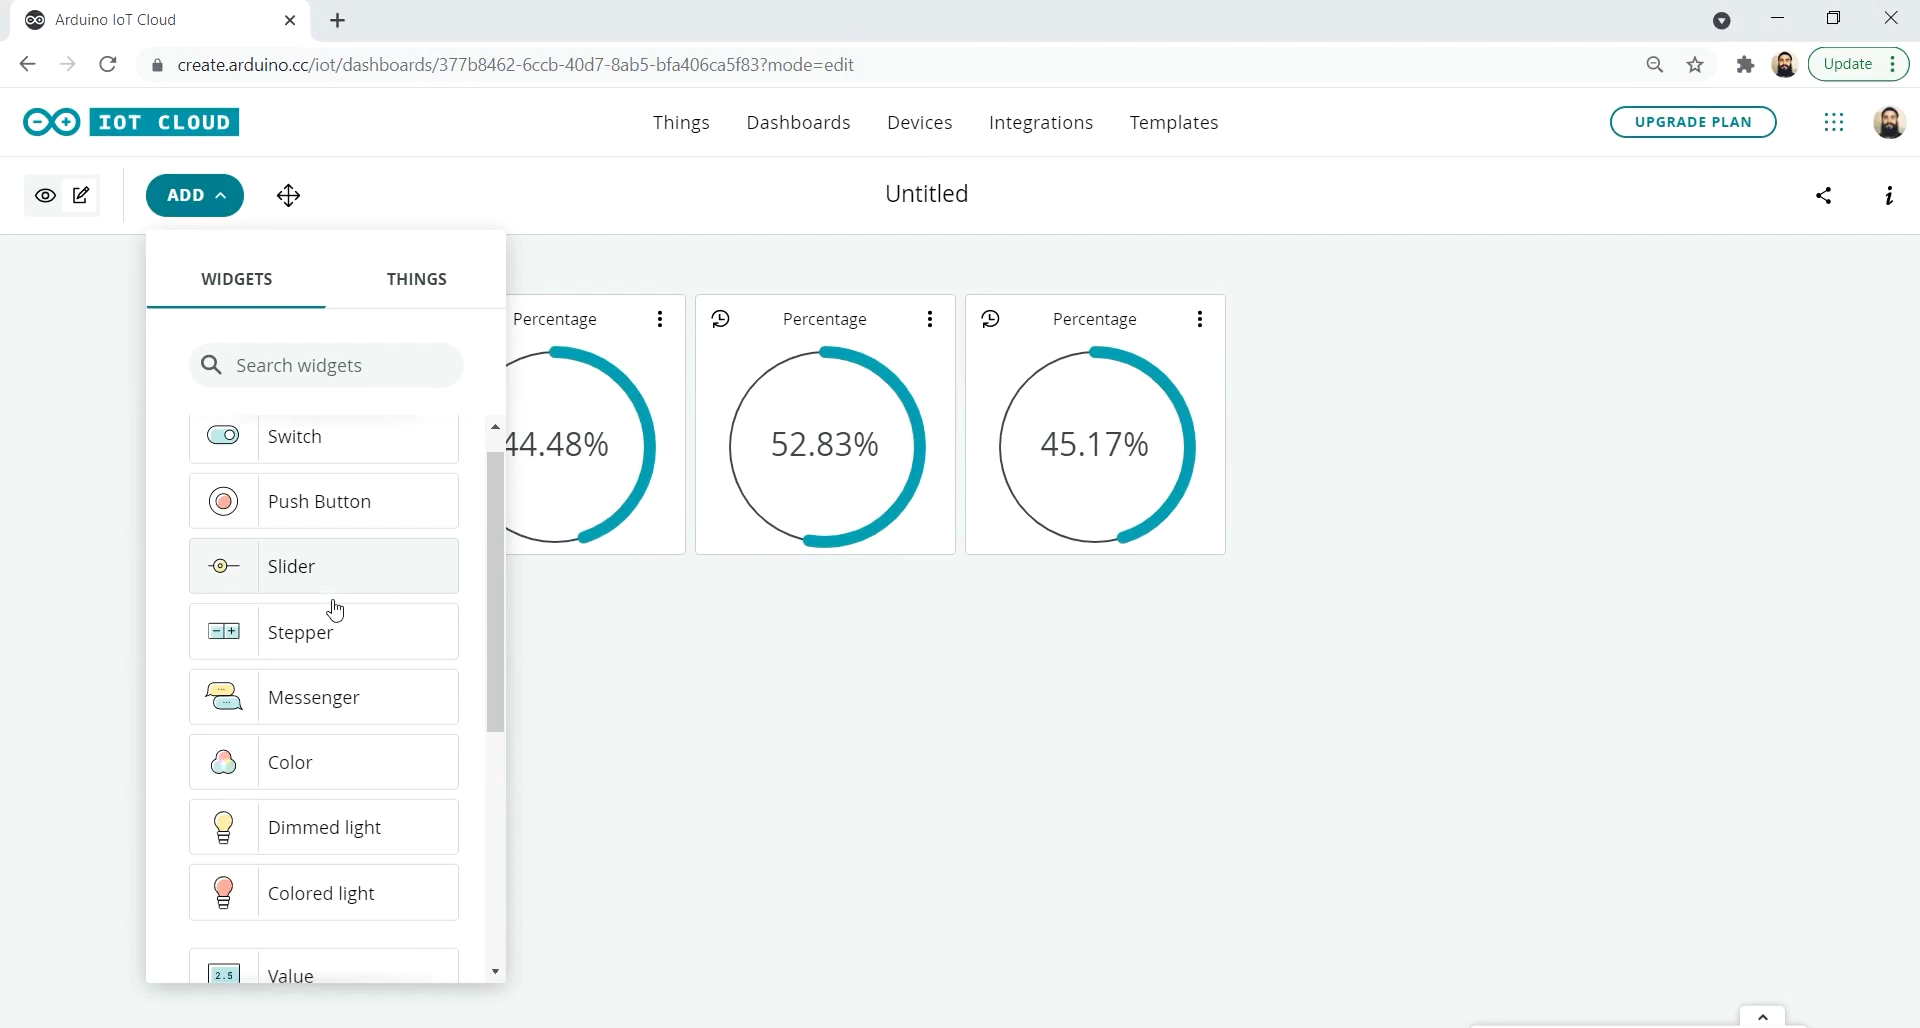 Arduino IoT Cloud
create.arduino.cc/iot/dashboards/377b8462-6ccb-40d7-8ab5-bfa406ca5f83?mode=edit
Update
IOT CLOUD
Things Dashboards Devices Integrations Templates
UPGRADE PLAN
ADD
Untitled
WIDGETS THINGS
Search widgets
Switch
Push Button
Slider
Stepper
Messenger
Color
Dimmed light
Colored light
2.5 Value
Percentage
44.48%
Percentage
52.83%
Percentage
45.17%